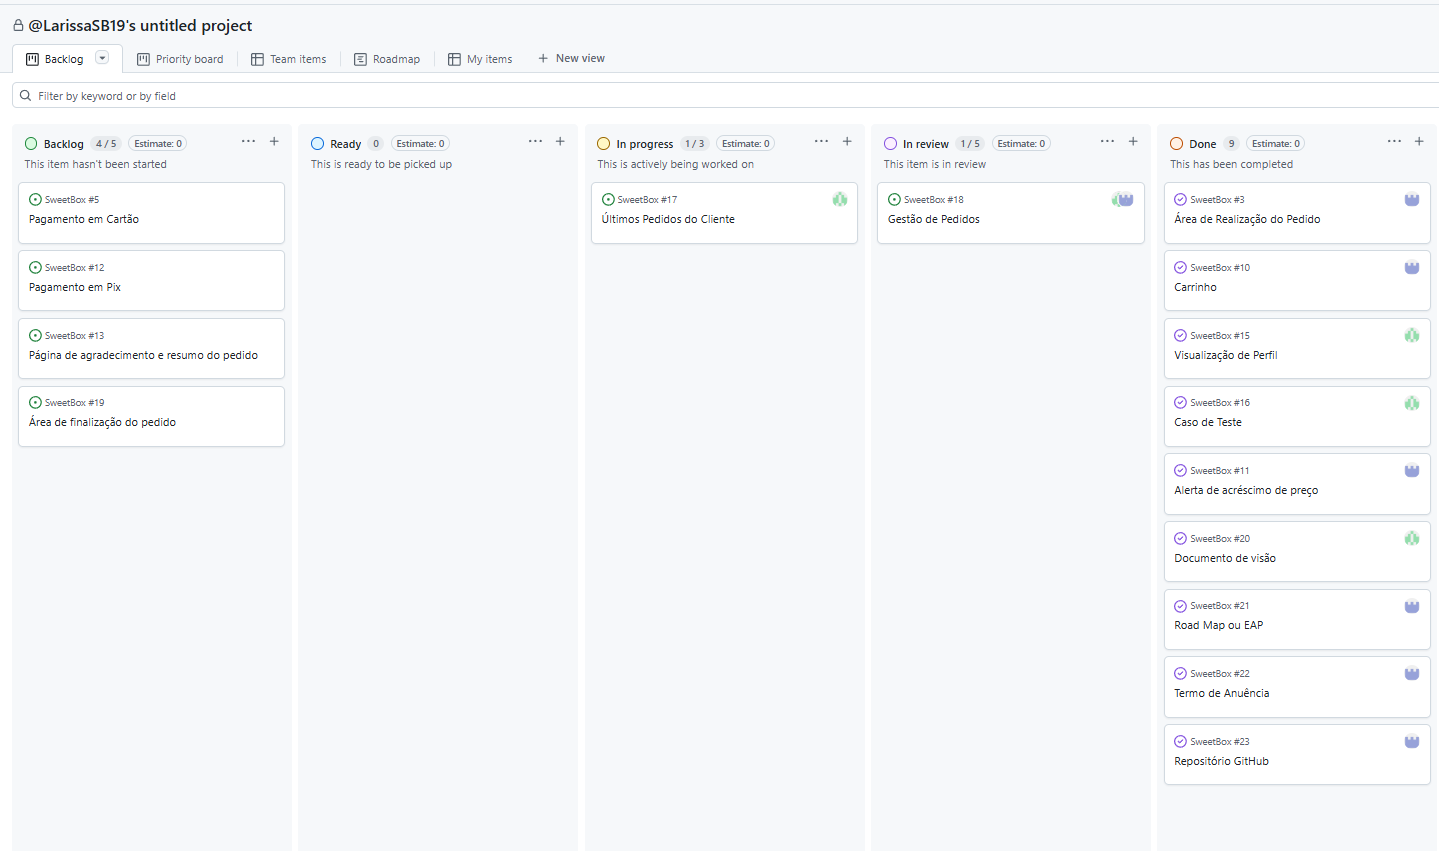 @LarissaSB19's untitled project
Backlog
Priority board
Team items
Roadmap
My items
New view
Filter by keyword or by field
Backlog 4 / 5 Estimate: 0
This item hasn't been started
SweetBox #5
Pagamento em Cartão
SweetBox #12
Pagamento em Pix
SweetBox #13
Página de agradecimento e resumo do pedido
SweetBox #19
Área de finalização do pedido
Ready 0 Estimate: 0
This is ready to be picked up
In progress 1 / 3 Estimate: 0
This is actively being worked on
SweetBox #17
Últimos Pedidos do Cliente
In review 1 / 5 Estimate: 0
This item is in review
SweetBox #18
Gestão de Pedidos
Done 9 Estimate: 0
This has been completed
SweetBox #3
Área de Realização do Pedido
SweetBox #10
Carrinho
SweetBox #15
Visualização de Perfil
SweetBox #16
Caso de Teste
SweetBox #11
Alerta de acréscimo de preço
SweetBox #20
Documento de visão
SweetBox #21
Road Map ou EAP
SweetBox #22
Termo de Anuência
SweetBox #23
Repositório GitHub